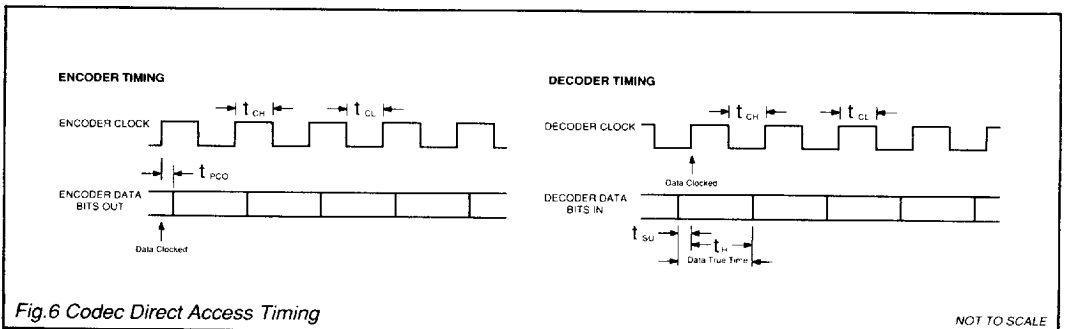 ENCODER TIMING
t CH
t CL
ENCODER CLOCK
t PCO
ENCODER DATA
BITS OUT
Data Clocked
DECODER TIMING
t CH
t CL
DECODER CLOCK
Data Clocked
DECODER DATA
BITS IN
t SU
t H
Data True Time
Fig.6 Codec Direct Access Timing
NOT TO SCALE